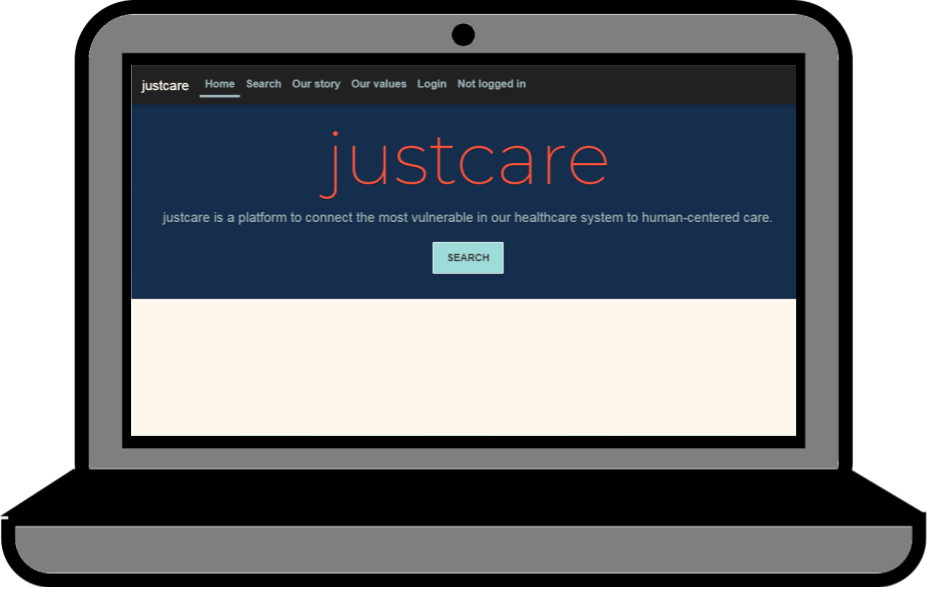 justcare Home Search Our story Our values Login Not logged in
justcare
justcare is a platform to connect the most vulnerable in our healthcare system to human-centered care.
SEARCH